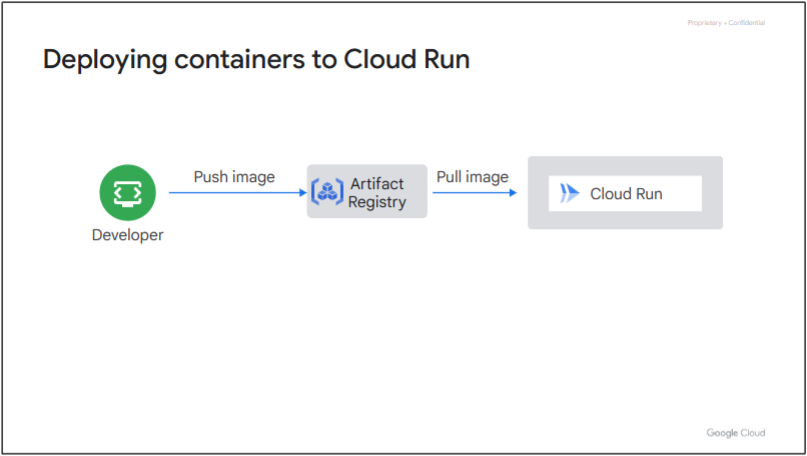 Proprietary + Confidential
Deploying containers to Cloud Run
Push image
Artifact
Registry
Pull image
Cloud Run
Developer
Google Cloud